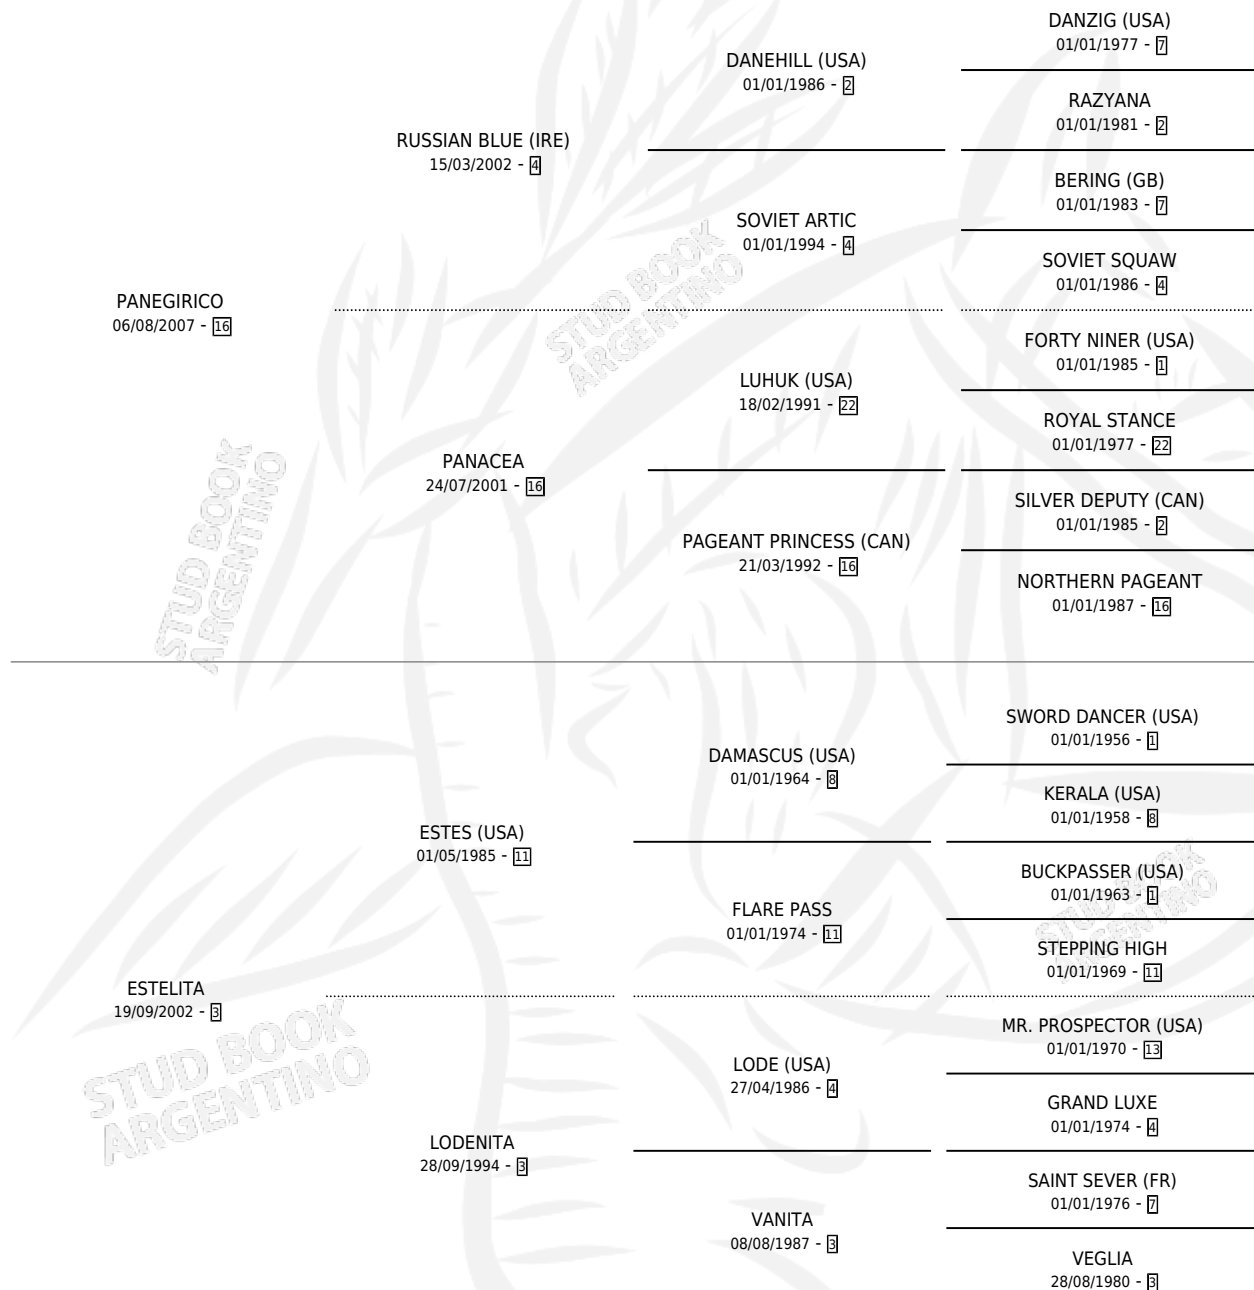 DANZIG (USA)
01/01/1977 - 7
DANEHILL (USA)
01/01/1986 - 2
RAZYANA
01/01/1981 - 2
RUSSIAN BLUE (IRE)
15/03/2002 - 4
BERING (GB)
01/01/1983 - 7
SOVIET ARTIC
01/01/1994 - 4
SOVIET SQUAW
01/01/1986 - 4
PANEGIRICO
06/08/2007 - 16
FORTY NINER (USA)
01/01/1985 - 1
LUHUK (USA)
18/02/1991 - 22
ROYAL STANCE
01/01/1977 - 22
PANACEA
24/07/2001 - 16
SILVER DEPUTY (CAN)
01/01/1985 - 2
PAGEANT PRINCESS (CAN)
21/03/1992 - 16
NORTHERN PAGEANT
01/01/1987 - 16
SWORD DANCER (USA)
01/01/1956 - 1
DAMASCUS (USA)
01/01/1964 - 8
KERALA (USA)
01/01/1958 - 8
ESTES (USA)
01/05/1985 - 11
BUCKPASSER (USA)
01/01/1963 - 1
FLARE PASS
01/01/1974 - 11
STEPPING HIGH
01/01/1969 - 11
ESTELITA
19/09/2002 - 3
MR. PROSPECTOR (USA)
01/01/1970 - 13
LODE (USA)
27/04/1986 - 4
GRAND LUXE
01/01/1974 - 4
LODENITA
28/09/1994 - 3
SAINT SEVER (FR)
01/01/1976 - 7
VANITA
08/08/1987 - 3
VEGLIA
28/08/1980 - 3
STUD BOOK
ARGENTINO
STUD BOOK
ARGENTINO
STUD BOOK
ARGENTINO
STUD BOOK
ARGENTINO